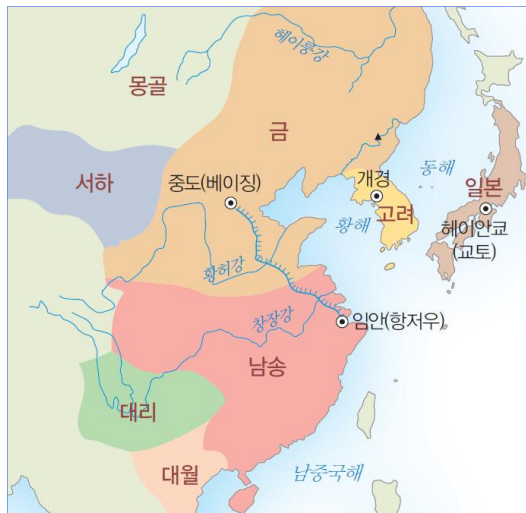 헤이룽강
몽골
금
동해
서하
중도(베이징)
개경
일본
고려
황해
헤이안쿄
(교토)
황허강
창장강
임안(항저우)
남송
대리
대월
남중국해